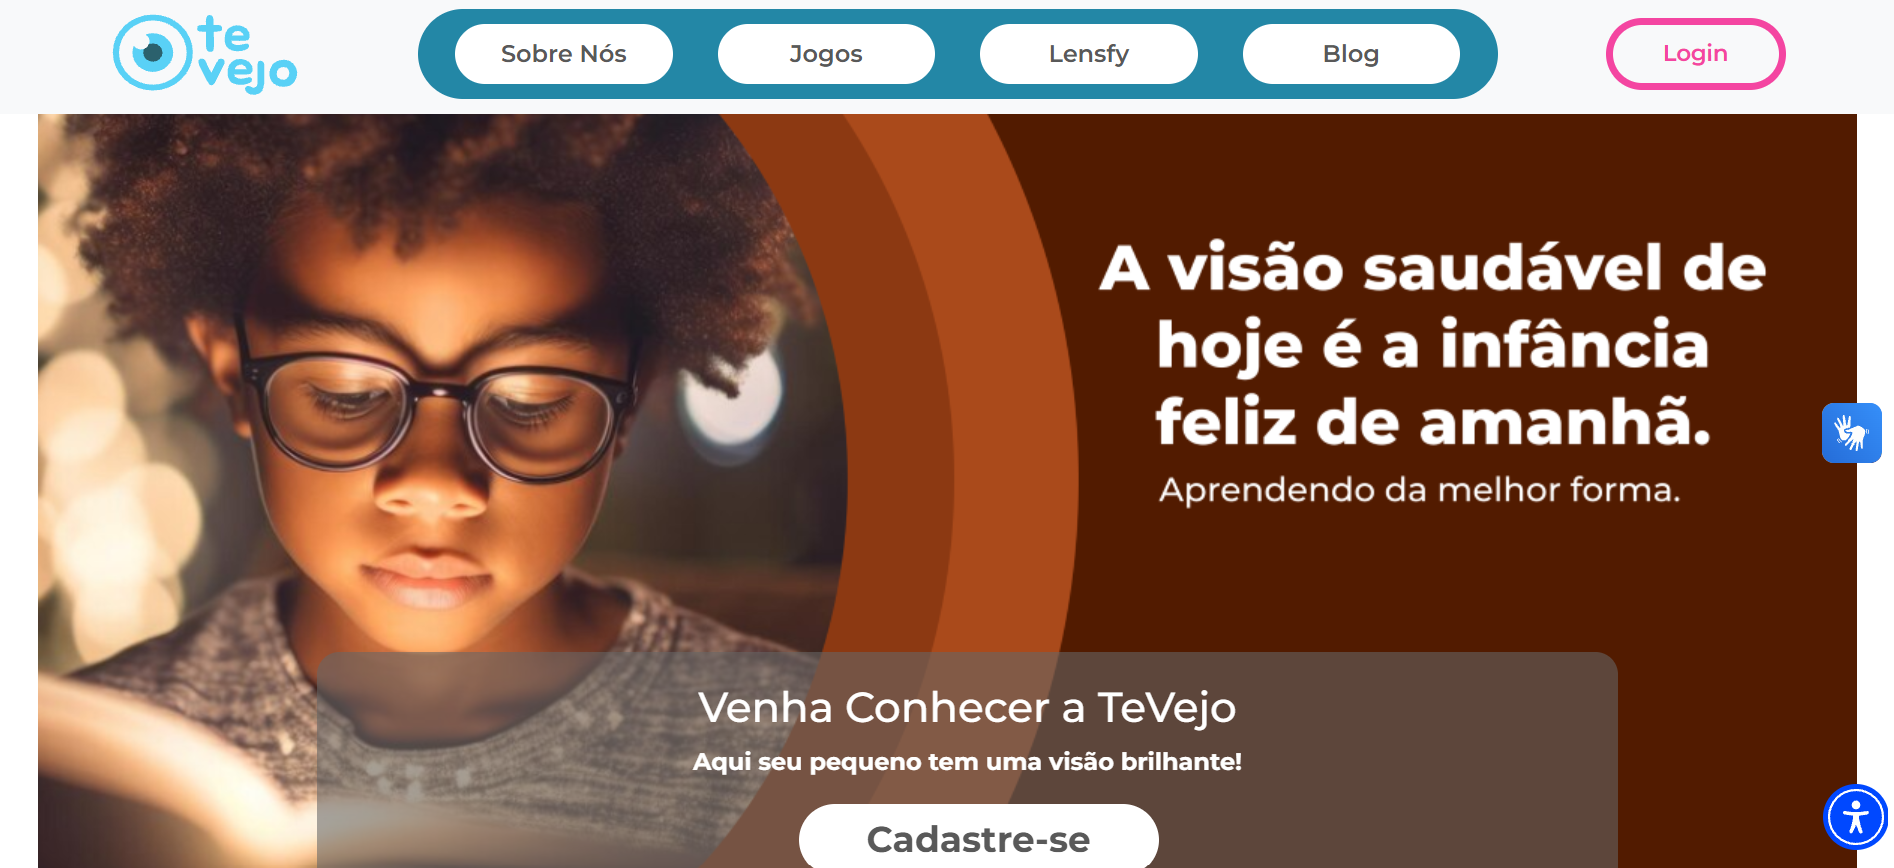 te
vejo
Sobre Nós
Jogos
Lensfy
Blog
Login
A visão saudável de
hoje é a infância
feliz de amanhã.
Aprendendo da melhor forma.
Venha Conhecer a TeVejo
Aqui seu pequeno tem uma visão brilhante!
Cadastre-se